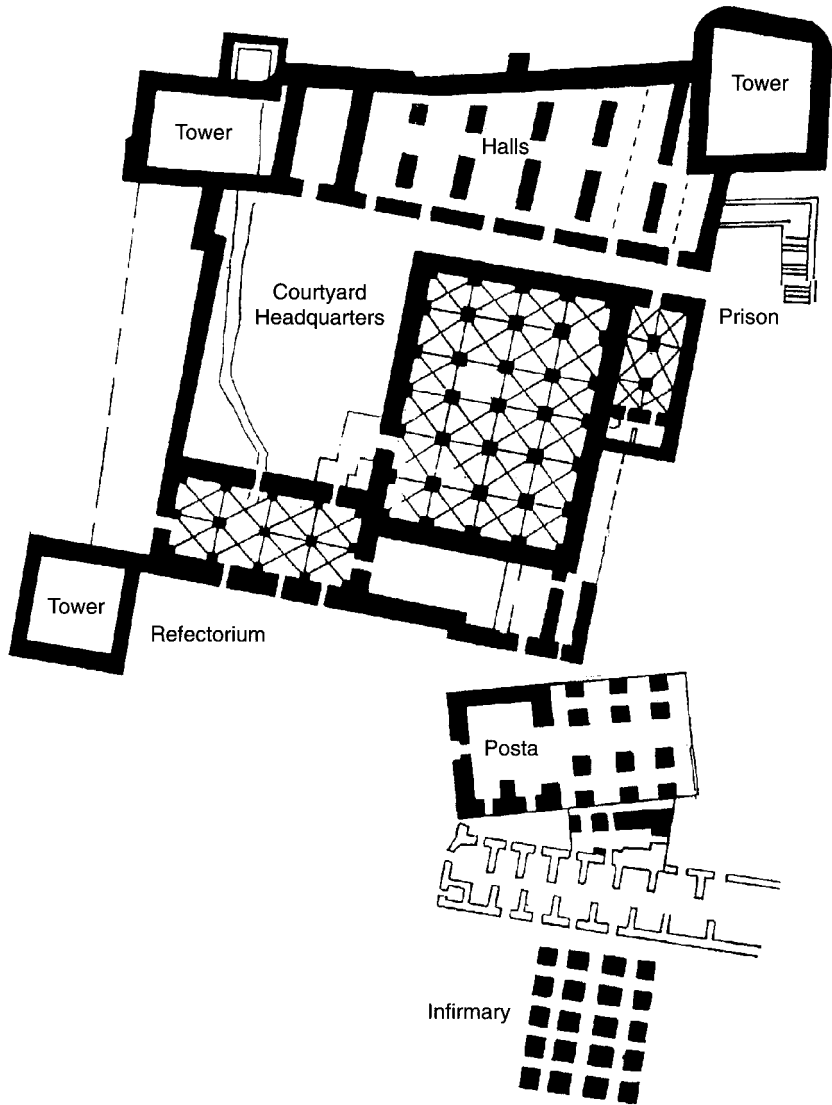 Tower
Tower
Halls
Courtyard
Headquarters
Prison
Tower
Refectorium
Posta
Infirmary